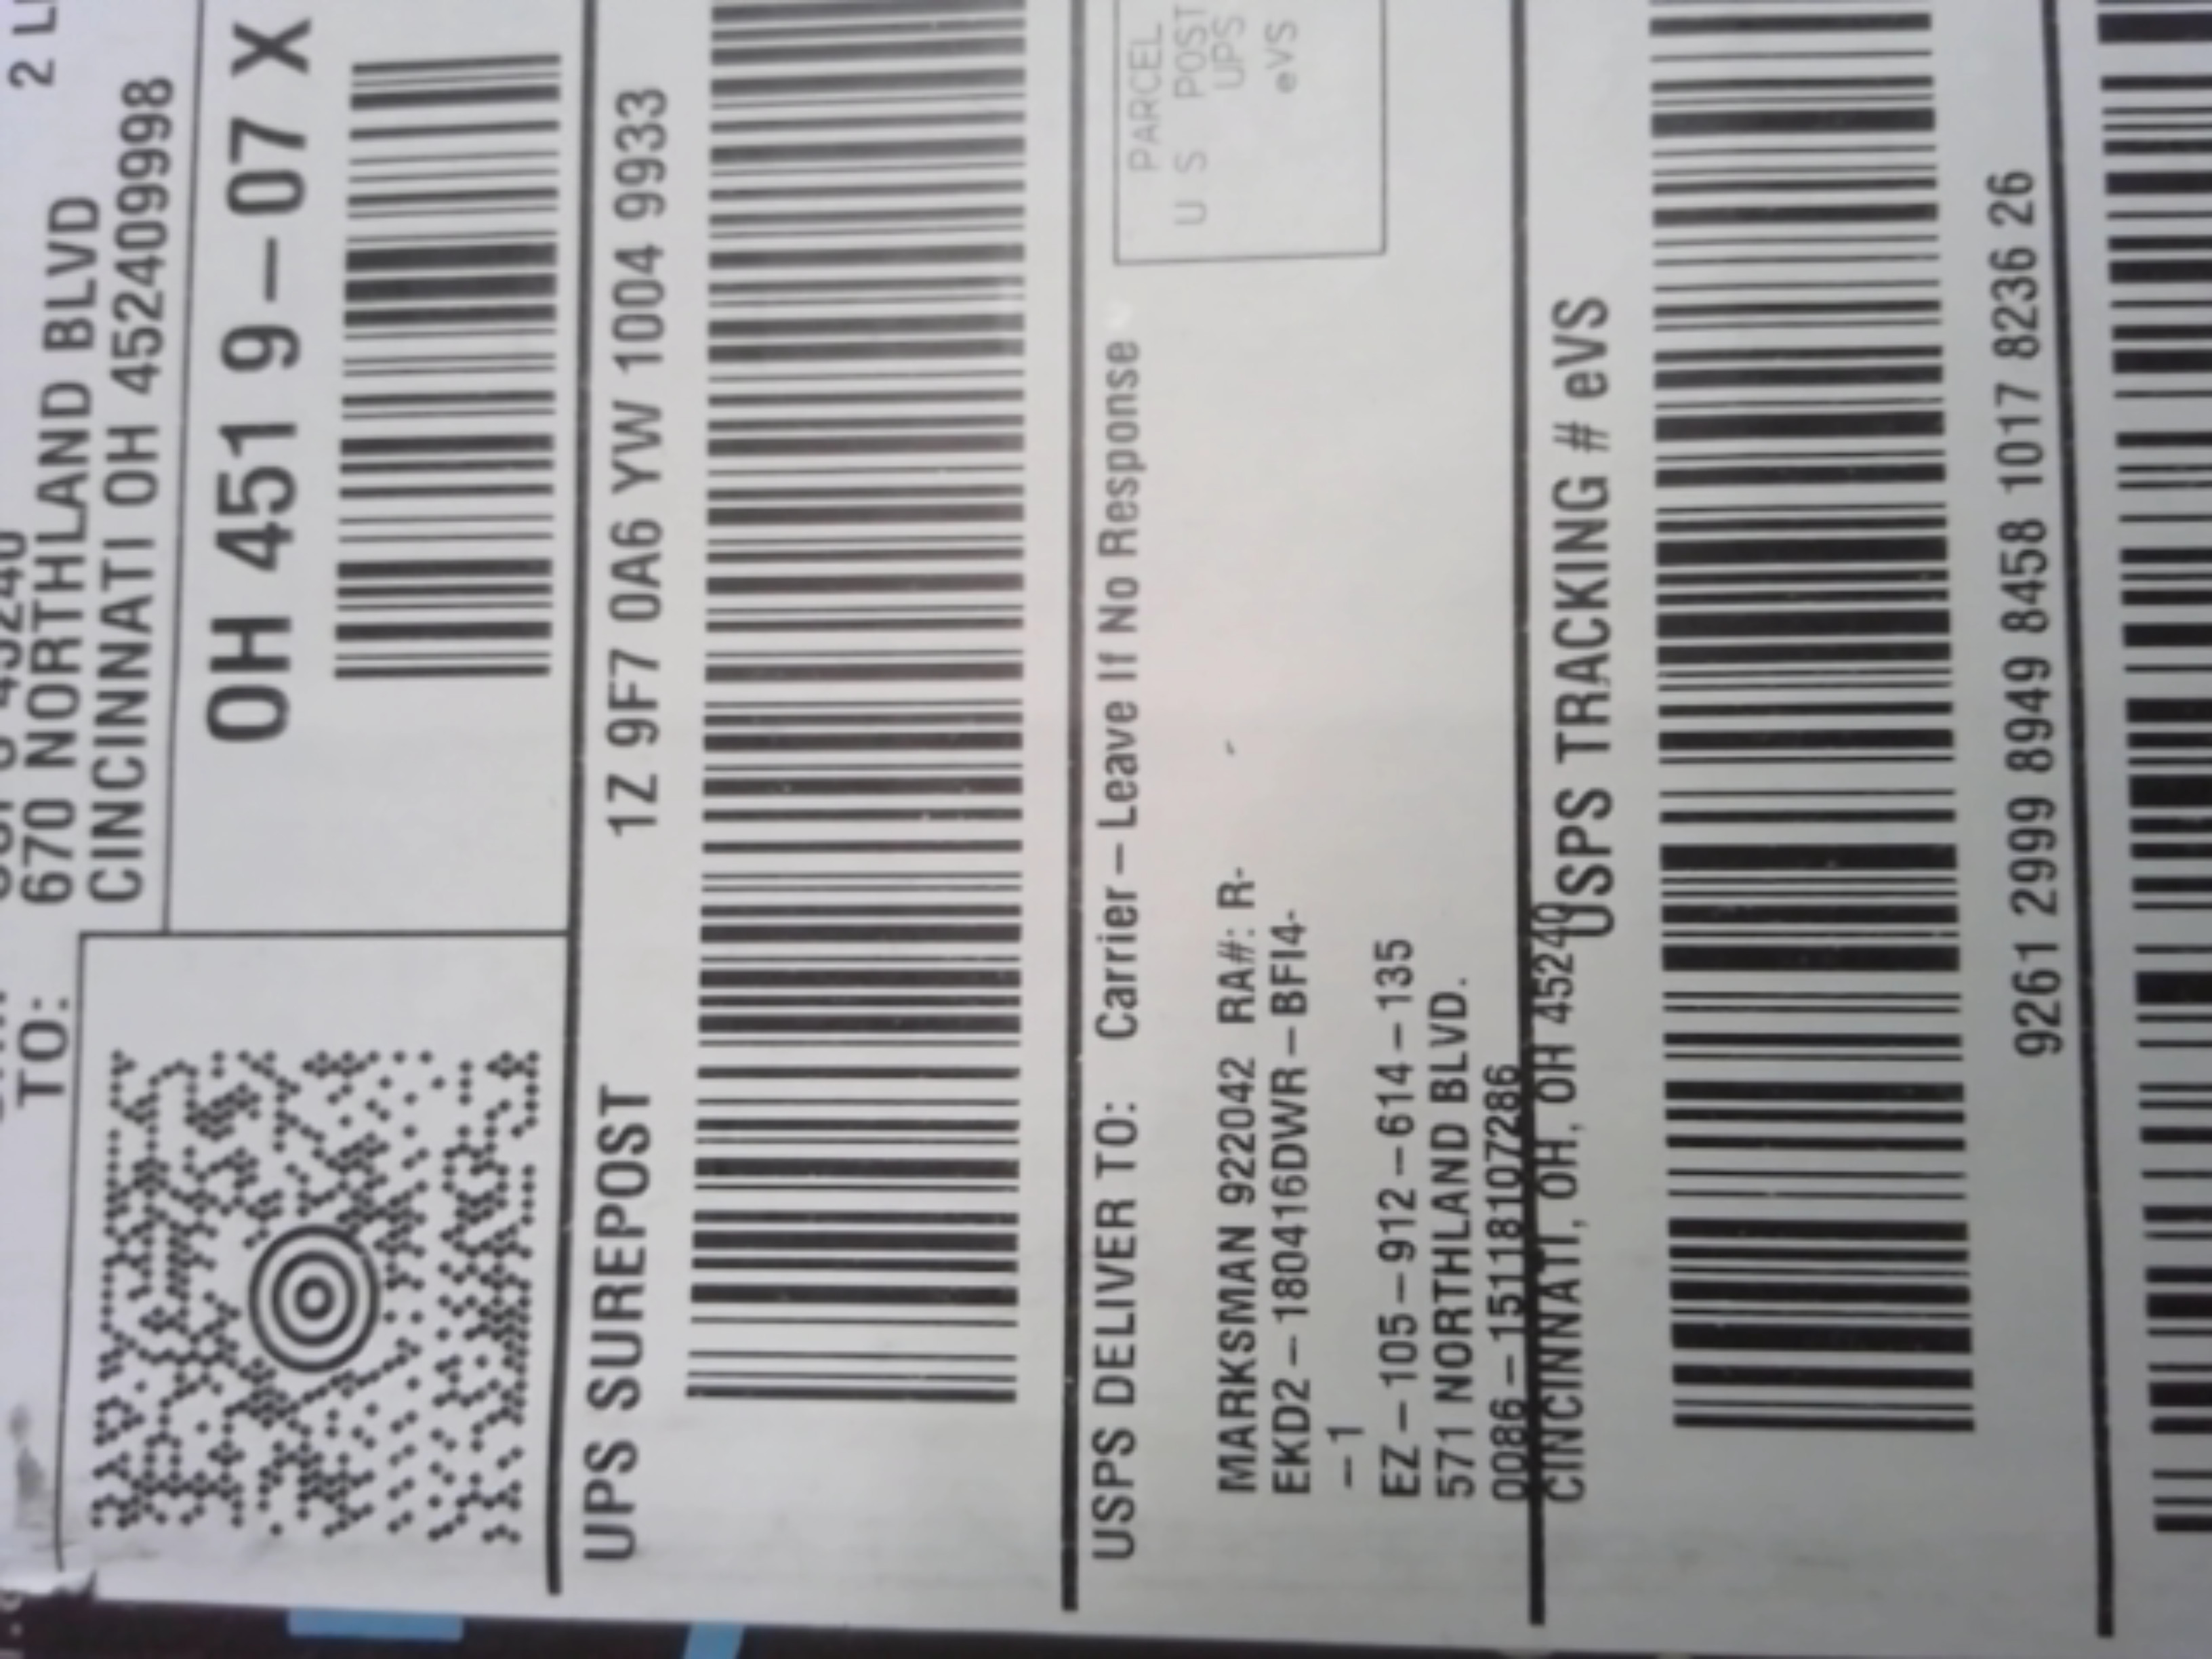 2
45240
TO: 670 NORTHLAND BLVD
CINCINNATI OH 452409998
OH 451 9-07 X
UPS SUREPOST 1Z 9F7 0A6 YW 1004 9933
USPS DELIVER TO: Carrier-Leave If No Response
PARCEL
U S POST
UPS
eVS
MARKSMAN 922042 RA#: R-
EKD2-180416DWR-BFI4-
-1
EZ-105-912-614-135
571 NORTHLAND BLVD.
0086-15118107286
CINCINNATI, OH, OH 45240
USPS TRACKING # eVS
9261 2999 8949 8458 1017 8236 26